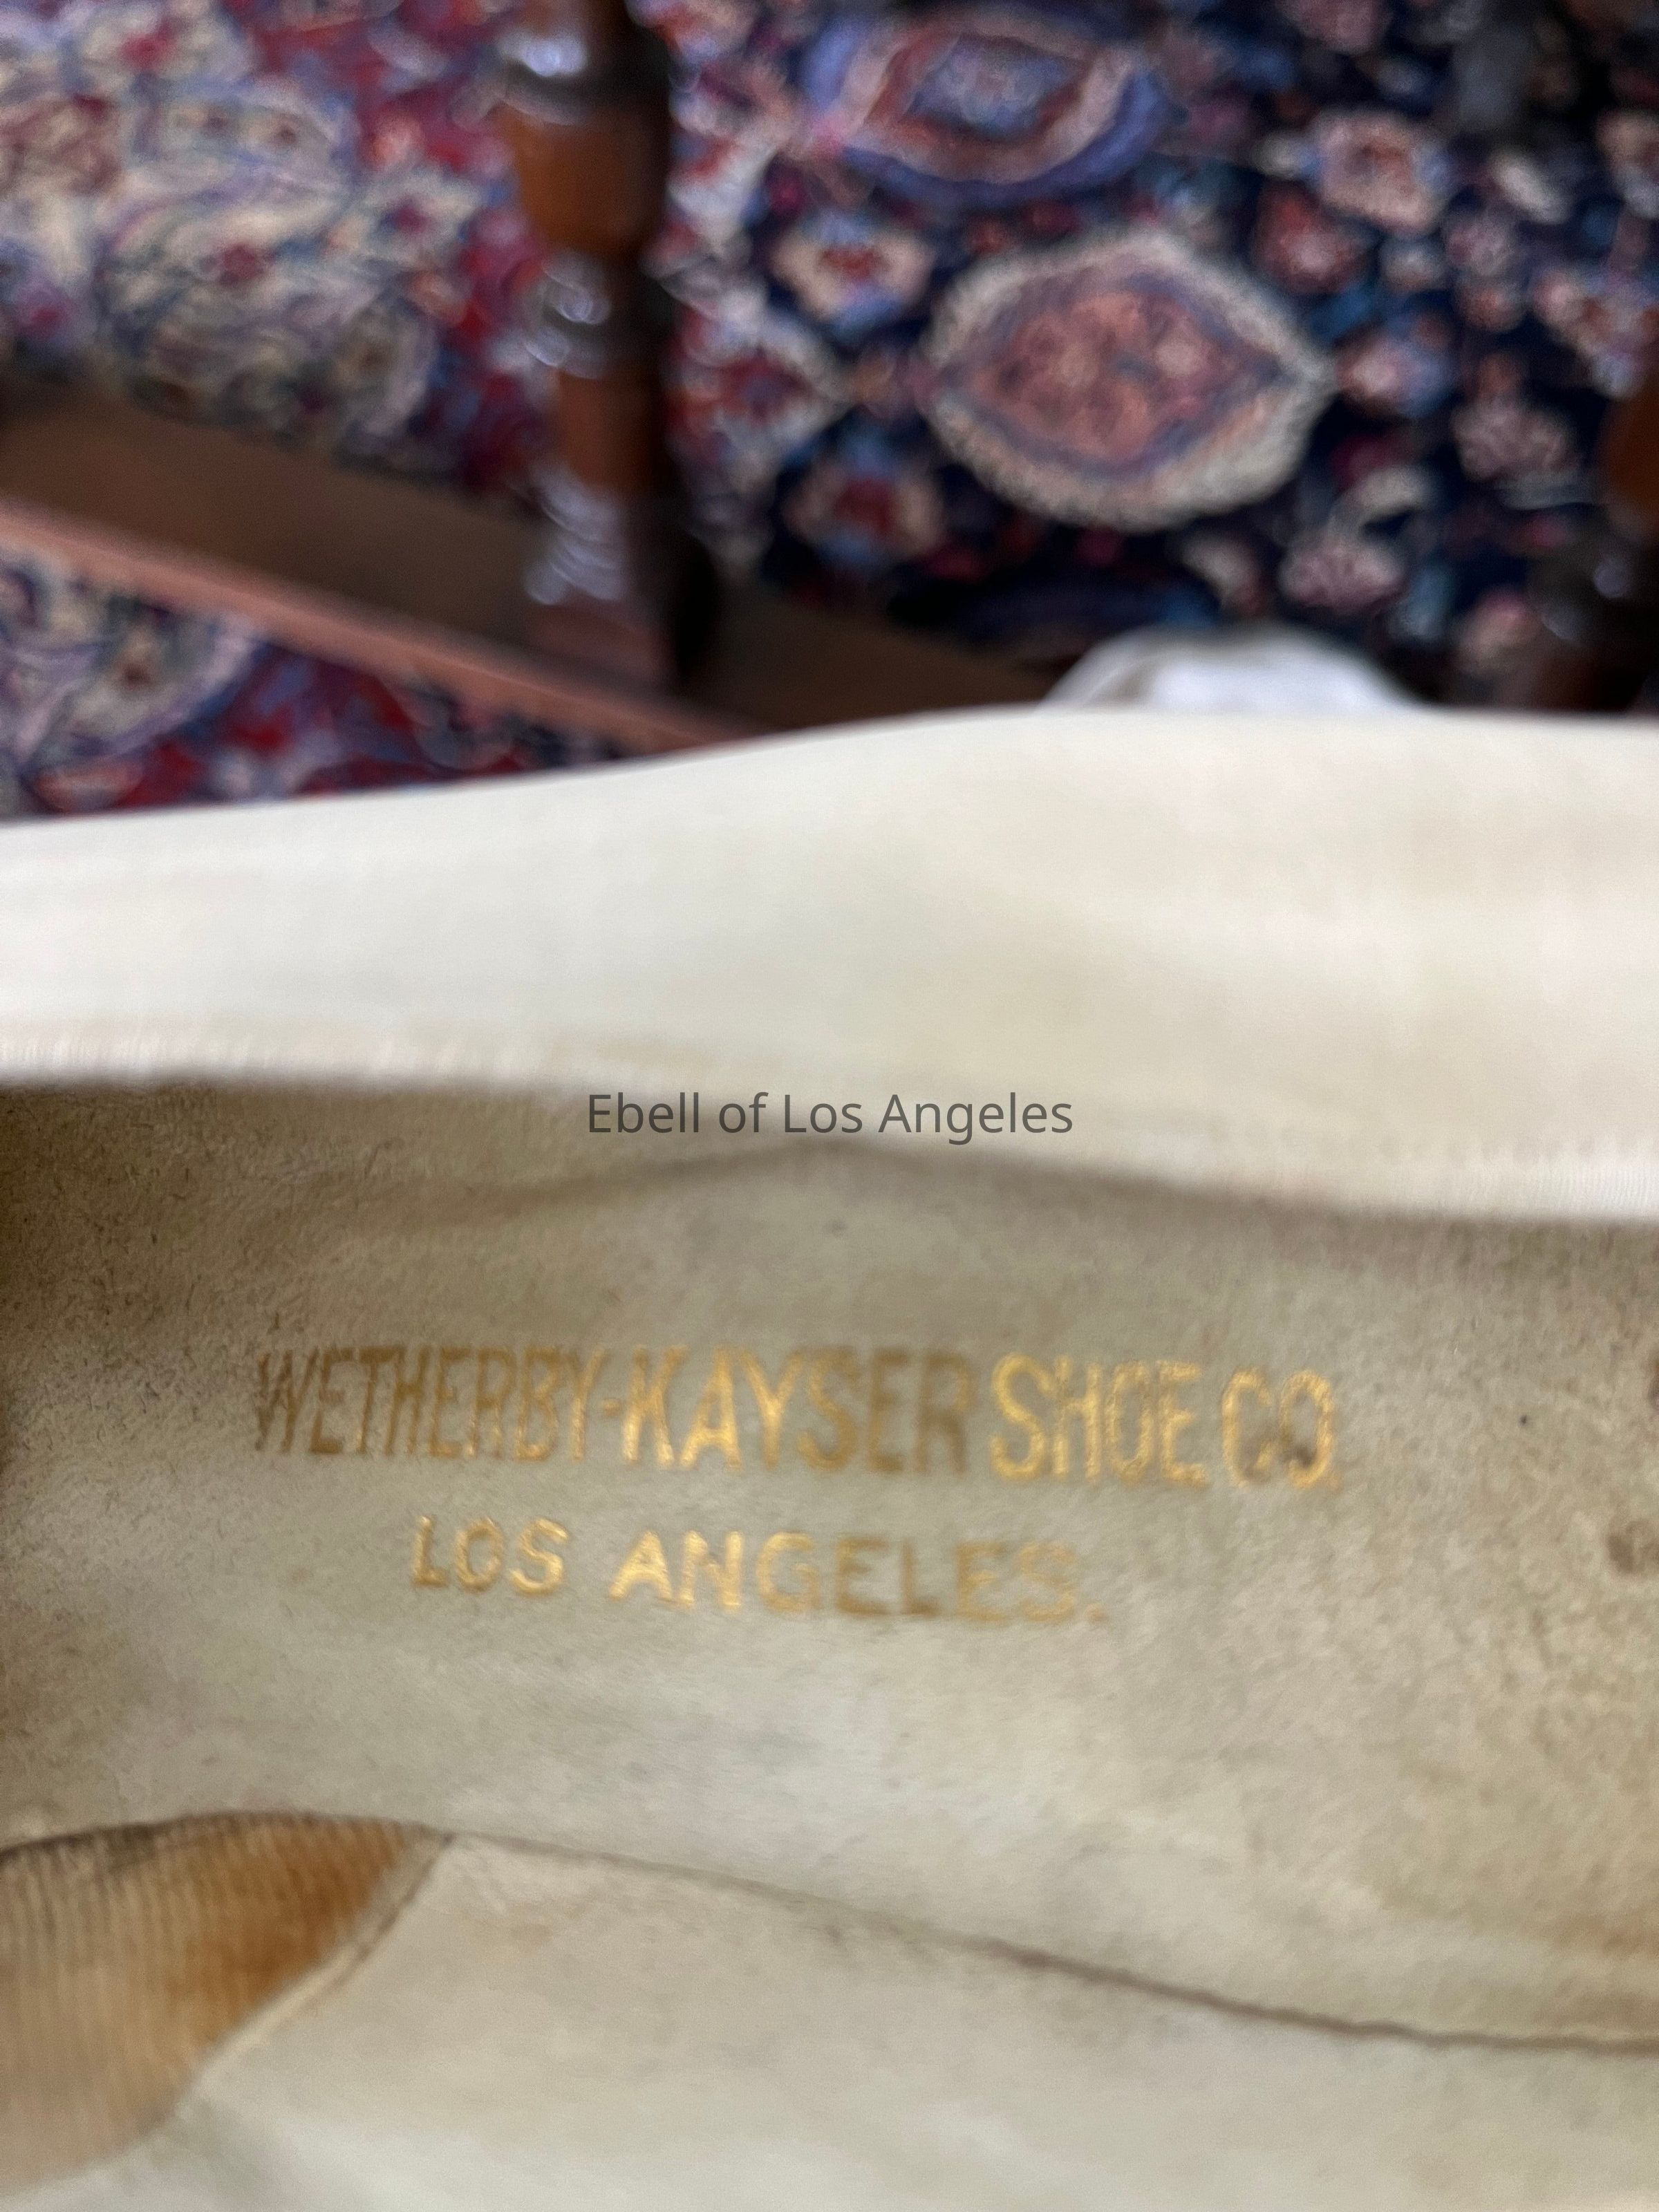 Ebell of Los Angeles
WETHERBY-KAYSER SHOE CO.
LOS ANGELES.